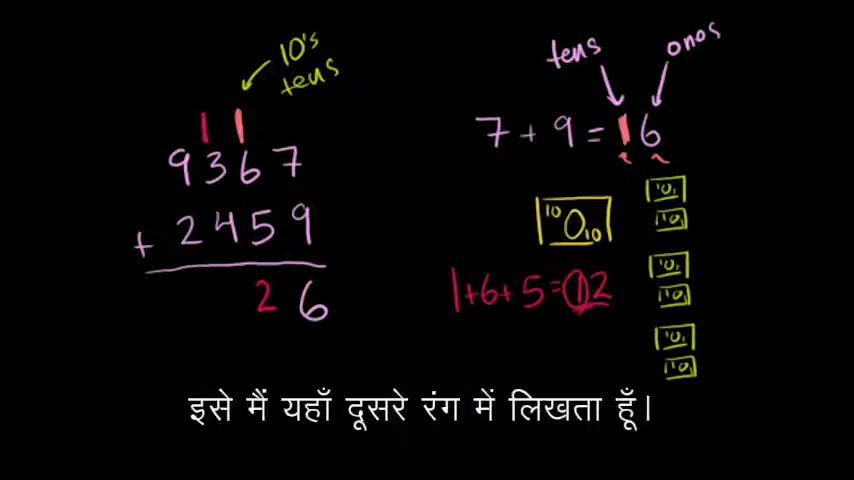 10's
tens
1 1
9367
+ 2459
26
tens
ones
7 + 9 = 16
10 10 10
1+6+5=12
इसे मैं यहाँ दूसरे रंग में लिखता हूँ।